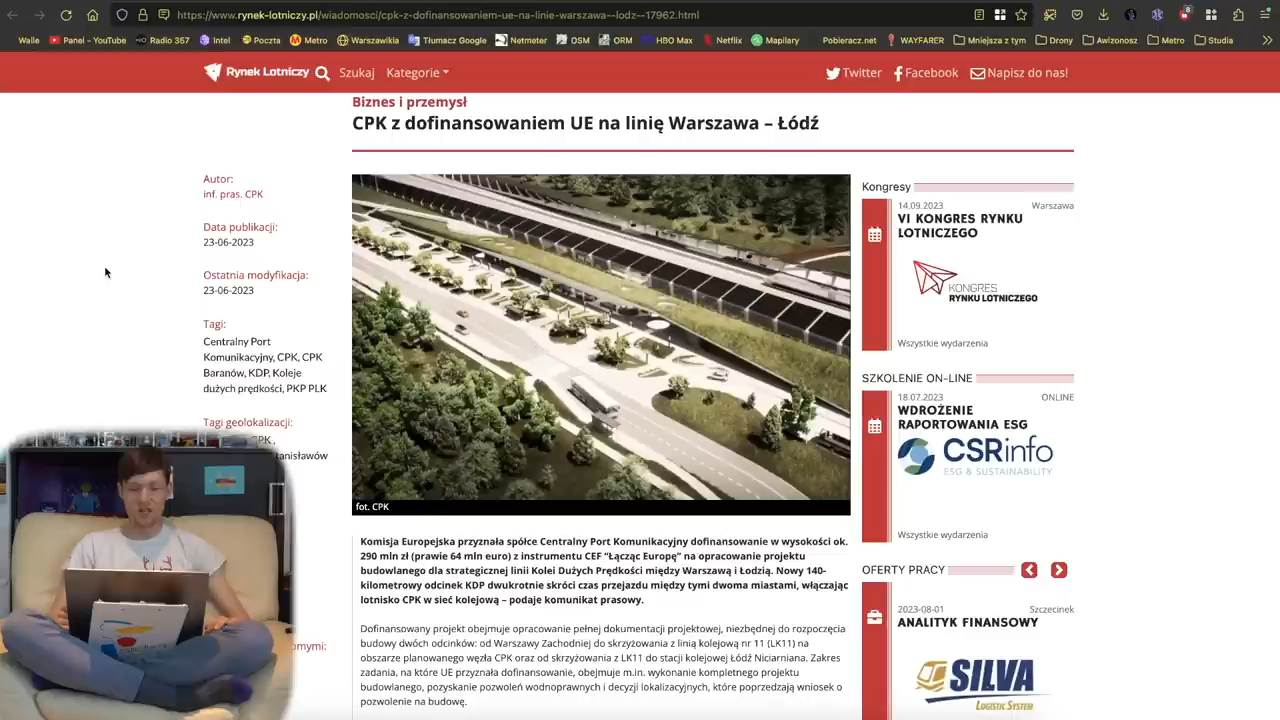 https://www.rynek-lotniczy.pl/wiadomosci/cpk-z-dofinansowaniem-ue-na-linie-warszawa--lodz--17962.html
Walle
Panel - YouTube
Radio 357
Intel
Poczta
Metro
Warszawikia
Tłumacz Google
Netmeter
OSM
ORM
HBO Max
Netflix
Mapilary
Pobieracz.net
WAYFARER
Mniejsza z tym
Drony
Awizonosz
Metro
Studia
Rynek Lotniczy
Szukaj
Kategorie
Twitter
Facebook
Napisz do nas!
Biznes i przemysł
CPK z dofinansowaniem UE na linię Warszawa – Łódź
Autor:
inf. pras. CPK
Data publikacji:
23-06-2023
Ostatnia modyfikacja:
23-06-2023
Tagi:
Centralny Port
Komunikacyjny, CPK, CPK
Baranów, KDP, Koleje
dużych prędkości, PKP PLK
Tagi geolokalizacji:
fot. CPK
Komisja Europejska przyznała spółce Centralny Port Komunikacyjny dofinansowanie w wysokości ok.
290 mln zł (prawie 64 mln euro) z instrumentu CEF “Łącząc Europę” na opracowanie projektu
budowlanego dla strategicznej linii Kolei Dużych Prędkości między Warszawą i Łodzią. Nowy 140-
kilometrowy odcinek KDP dwukrotnie skróci czas przejazdu między tymi dwoma miastami, włączając
lotnisko CPK w sieć kolejową – podaje komunikat prasowy.
Dofinansowany projekt obejmuje opracowanie pełnej dokumentacji projektowej, niezbędnej do rozpoczęcia
budowy dwóch odcinków: od Warszawy Zachodniej do skrzyżowania z linią kolejową nr 11 (LK11) na
obszarze planowanego węzła CPK oraz od skrzyżowania z LK11 do stacji kolejowej Łódź Niciarniana. Zakres
zadania, na które UE przyznała dofinansowanie, obejmuje m.in. wykonanie kompletnego projektu
budowlanego, pozyskanie pozwoleń wodnoprawnych i decyzji lokalizacyjnych, które poprzedzają wniosek o
pozwolenie na budowę.
Kongresy
14.09.2023
Warszawa
VI KONGRES RYNKU
LOTNICZEGO
KONGRES
RYNKU LOTNICZEGO
Wszystkie wydarzenia
SZKOLENIE ON-LINE
18.07.2023
ONLINE
WDROŻENIE
RAPORTOWANIA ESG
CSRinfo
ESG & SUSTAINABILITY
Wszystkie wydarzenia
OFERTY PRACY
2023-08-01
Szczecinek
ANALITYK FINANSOWY
SILVA
LOGISTIC SYSTEM